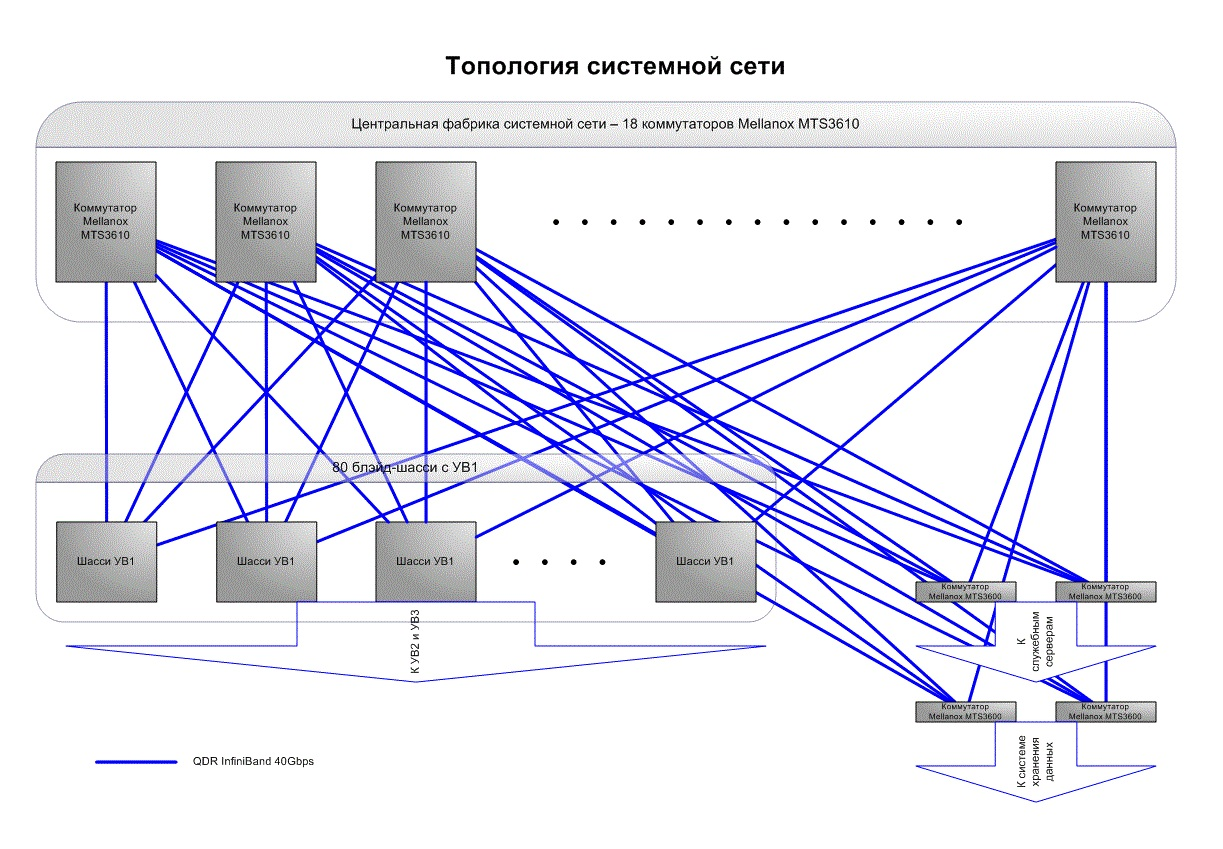 Топология системной сети
Центральная фабрика системной сети – 18 коммутаторов Mellanox MTS3610
Коммутатор
Mellanox
MTS3610
Коммутатор
Mellanox
MTS3610
Коммутатор
Mellanox
MTS3610
Коммутатор
Mellanox
MTS3610
80 блэйд-шасси с УВ1
Шасси УВ1
Шасси УВ1
Шасси УВ1
Шасси УВ1
Коммутатор
Mellanox MTS3600
Коммутатор
Mellanox MTS3600
К УВ2 и УВ3
К
служебным
серверам
Коммутатор
Mellanox MTS3600
Коммутатор
Mellanox MTS3600
К системе
хранения
данных
QDR InfiniBand 40Gbps